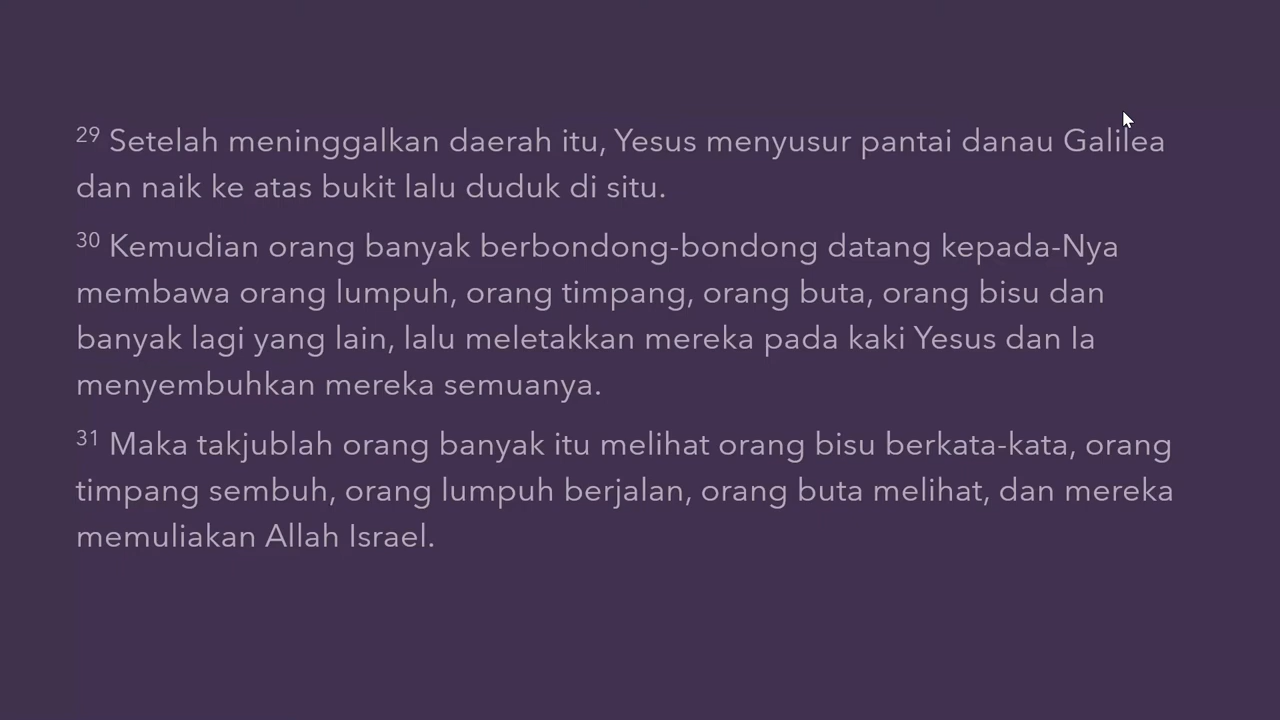 29 Setelah meninggalkan daerah itu, Yesus menyusur pantai danau Galilea
dan naik ke atas bukit lalu duduk di situ.
30 Kemudian orang banyak berbondong-bondong datang kepada-Nya
membawa orang lumpuh, orang timpang, orang buta, orang bisu dan
banyak lagi yang lain, lalu meletakkan mereka pada kaki Yesus dan Ia
menyembuhkan mereka semuanya.
31 Maka takjublah orang banyak itu melihat orang bisu berkata-kata, orang
timpang sembuh, orang lumpuh berjalan, orang buta melihat, dan mereka
memuliakan Allah Israel.